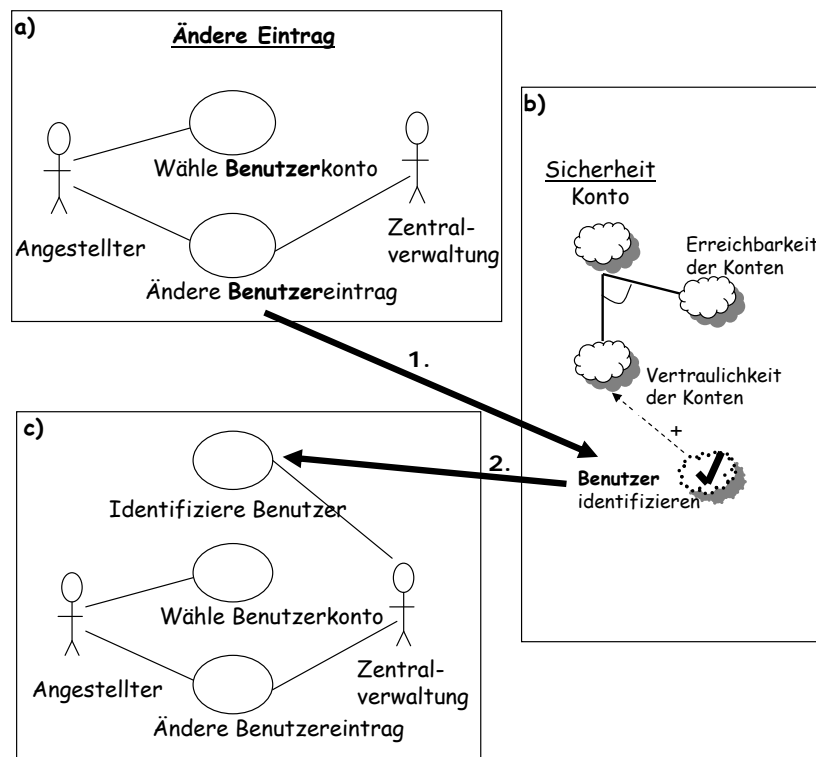 a)
Ändere Eintrag
Wähle Benutzerkonto
Angestellter
Zentral-
verwaltung
Ändere Benutzereintrag
1.
b)
Sicherheit
Konto
Erreichbarkeit
der Konten
Vertraulichkeit
der Konten
+
Benutzer
identifizieren
2.
c)
Identifiziere Benutzer
Wähle Benutzerkonto
Angestellter
Zentral-
verwaltung
Ändere Benutzereintrag